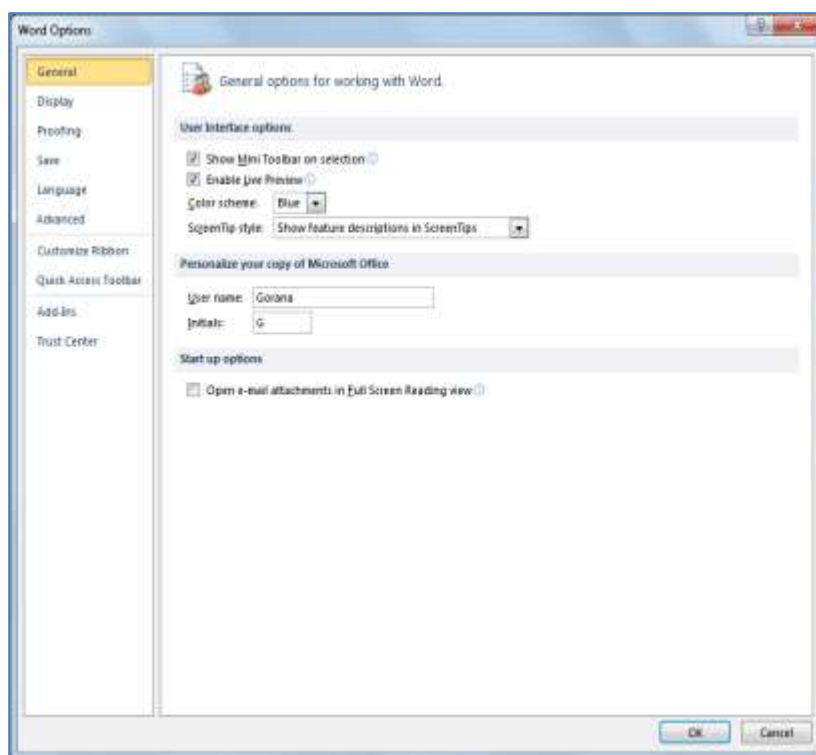 Word Options
General
Display
Proofing
Save
Language
Advanced
Customize Ribbon
Quick Access Toolbar
Add-Ins
Trust Center
General options for working with Word.
User Interface options
Show Mini Toolbar on selection
Enable Live Preview
Color scheme: Blue
ScreenTip style: Show feature descriptions in ScreenTips
Personalize your copy of Microsoft Office
User name: Gorana
Initials: G
Start up options
Open e-mail attachments in Full Screen Reading view
OK Cancel